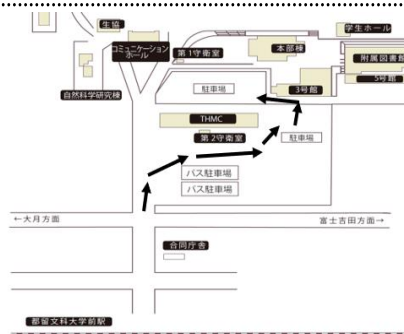 生協
学生ホール
コミュニケーション
ホール
第1守衛室
本部棟
附属図書館
5号館
自然科学研究棟
駐車場
3号館
THMC
第2守衛室
駐車場
バス駐車場
バス駐車場
←大月方面
富士吉田方面→
合同庁舎
都留文科大学前駅